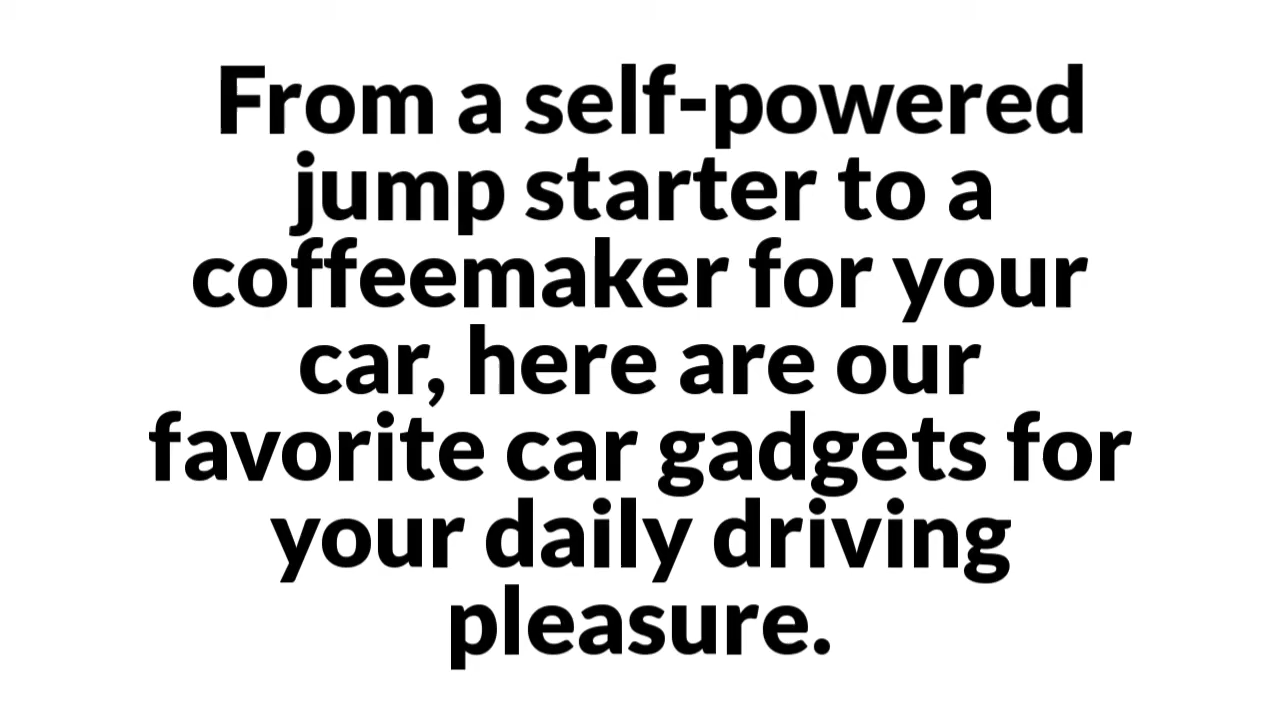 From a self-powered
jump starter to a
coffeemaker for your
car, here are our
favorite car gadgets for
your daily driving
pleasure.